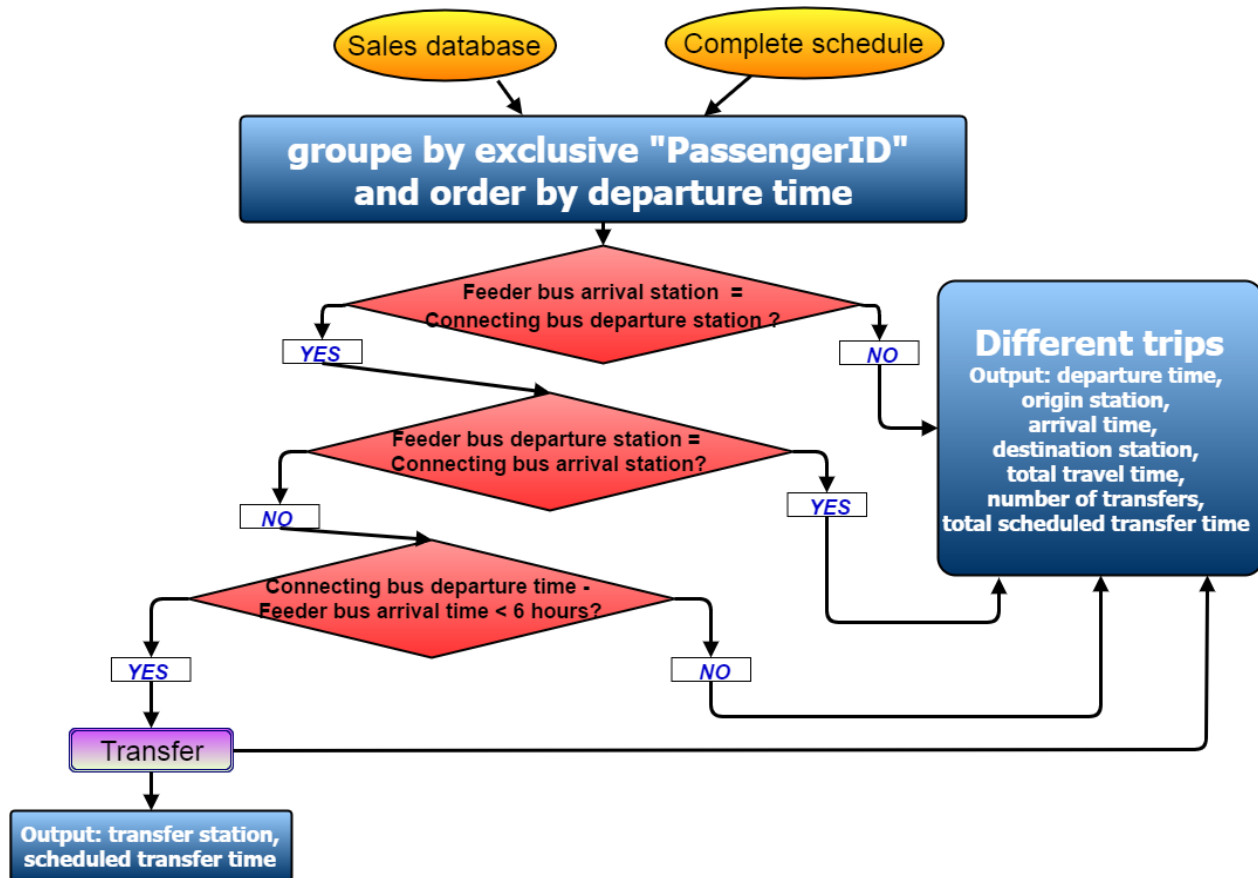 Sales database
Complete schedule
groupe by exclusive "PassengerID"
and order by departure time
Feeder bus arrival station =
Connecting bus departure station ?
YES
NO
Different trips
Output: departure time,
origin station,
arrival time,
destination station,
total travel time,
number of transfers,
total scheduled transfer time
Feeder bus departure station =
Connecting bus arrival station?
NO
YES
Connecting bus departure time -
Feeder bus arrival time < 6 hours?
YES
NO
Transfer
Output: transfer station,
scheduled transfer time